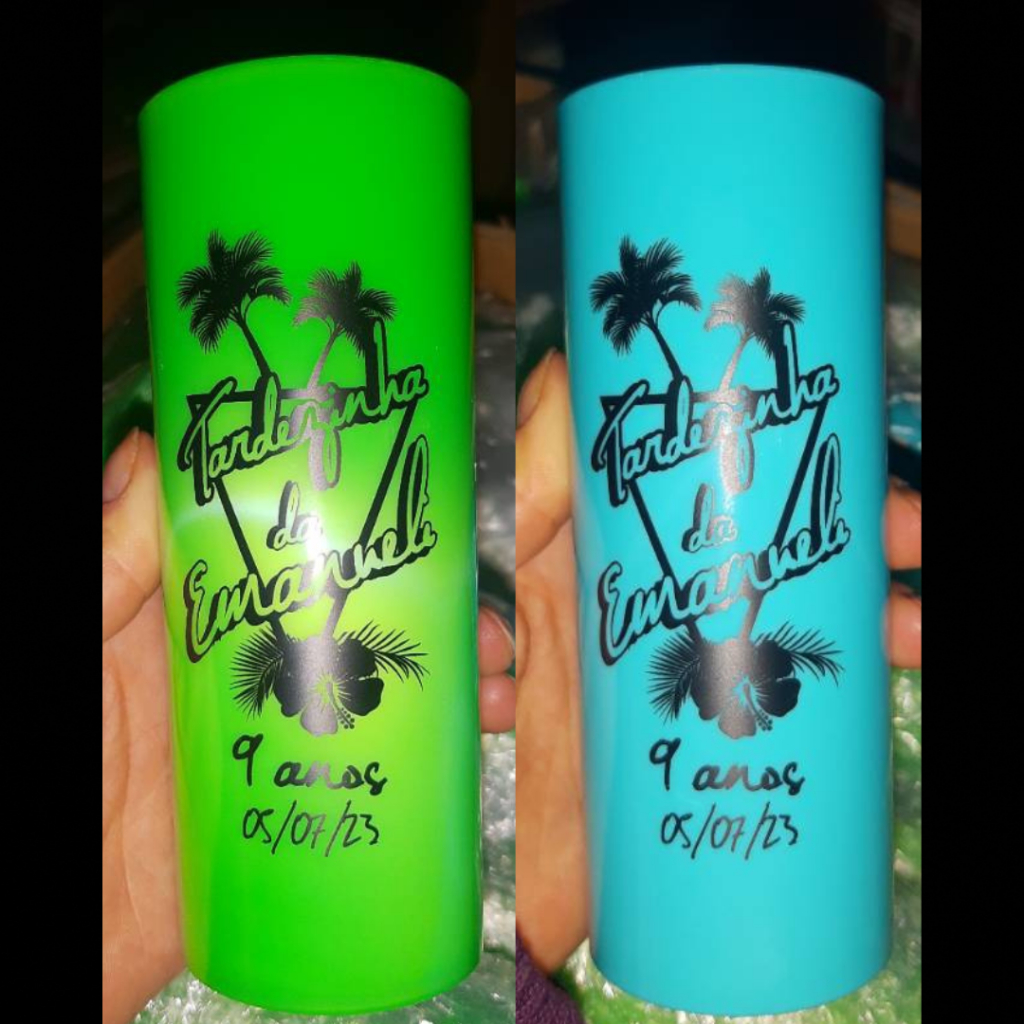 Tardezinha
da
Emanueli
9 anos
05/07/23
Tardezinha
da
Emanueli
9 anos
05/07/23